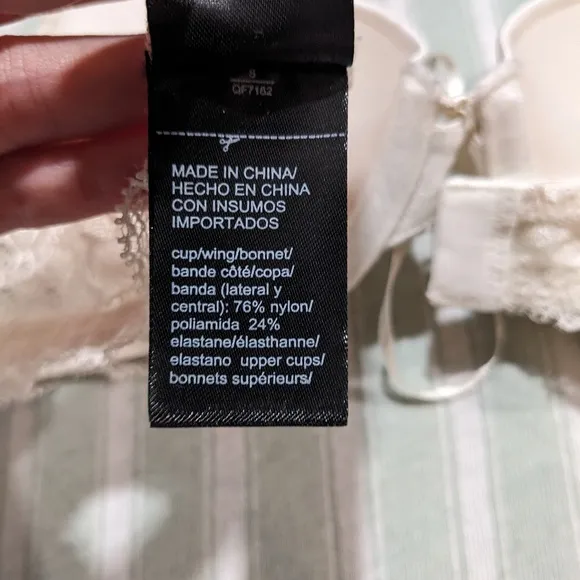 8
QF7162
MADE IN CHINA/
HECHO EN CHINA
CON INSUMOS
IMPORTADOS
cup/wing/bonnet/
bande côté/copa/
banda (lateral y
central): 76% nylon/
poliamida 24%
elastane/élasthanne/
elastano upper cups/
bonnets supérieurs/